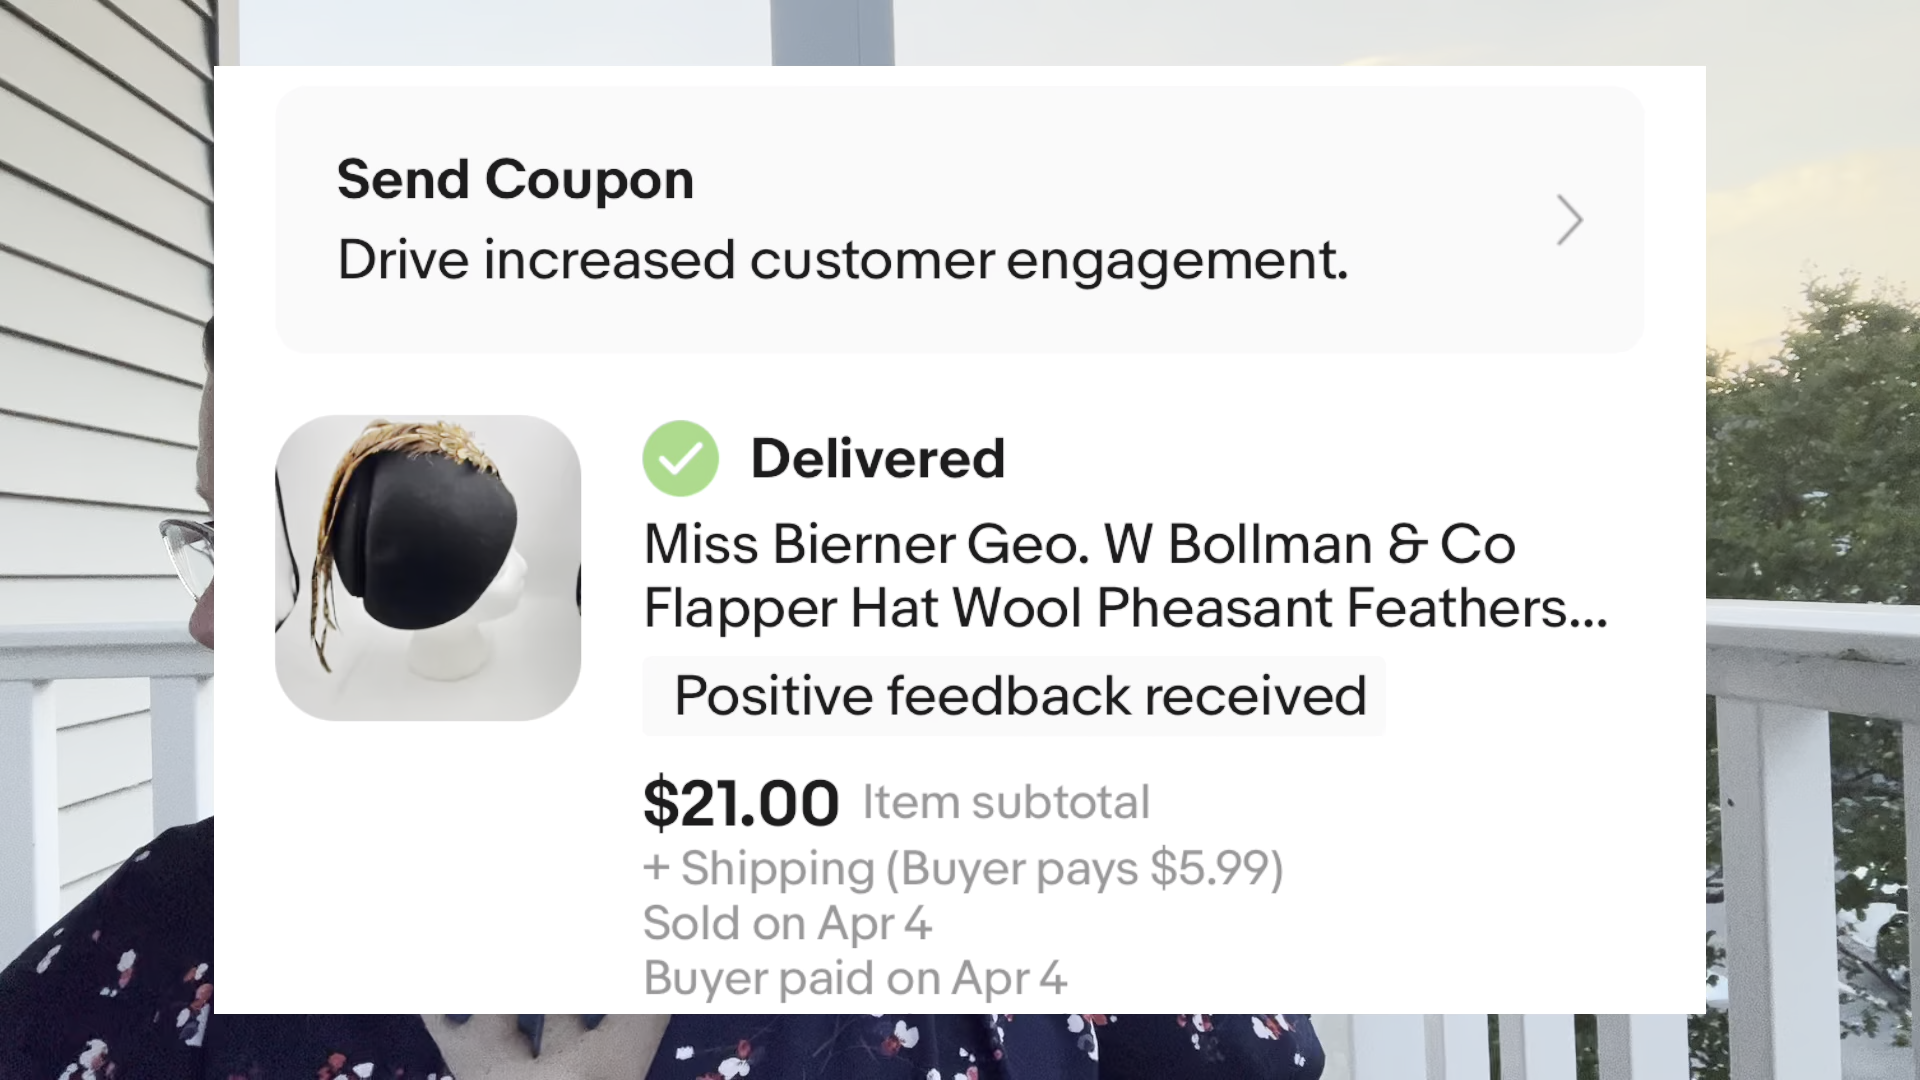 Send Coupon
Drive increased customer engagement.
Delivered
Miss Bierner Geo. W Bollman & Co
Flapper Hat Wool Pheasant Feathers...
Positive feedback received
$21.00 Item subtotal
+ Shipping (Buyer pays $5.99)
Sold on Apr 4
Buyer paid on Apr 4